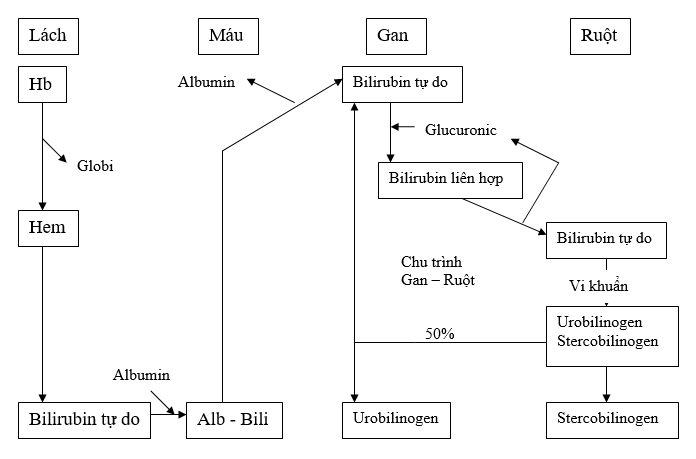 Lách
Máu
Gan
Ruột
Hb
Albumin
Bilirubin tự do
Glucuronic
Globi
Bilirubin liên hợp
Hem
Bilirubin tự do
Chu trình
Gan – Ruột
Vi khuẩn
Urobilinogen
Stercobilinogen
50%
Albumin
Bilirubin tự do
Alb - Bili
Urobilinogen
Stercobilinogen